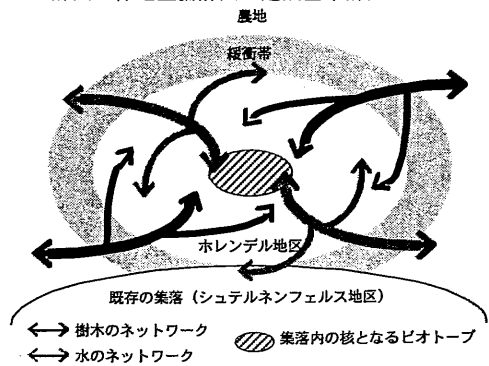 農地
緩衝帯
ホレンデル地区
既存の集落（シュテルネンフェルス地区）
樹木のネットワーク
集落内の核となるビオトープ
水のネットワーク